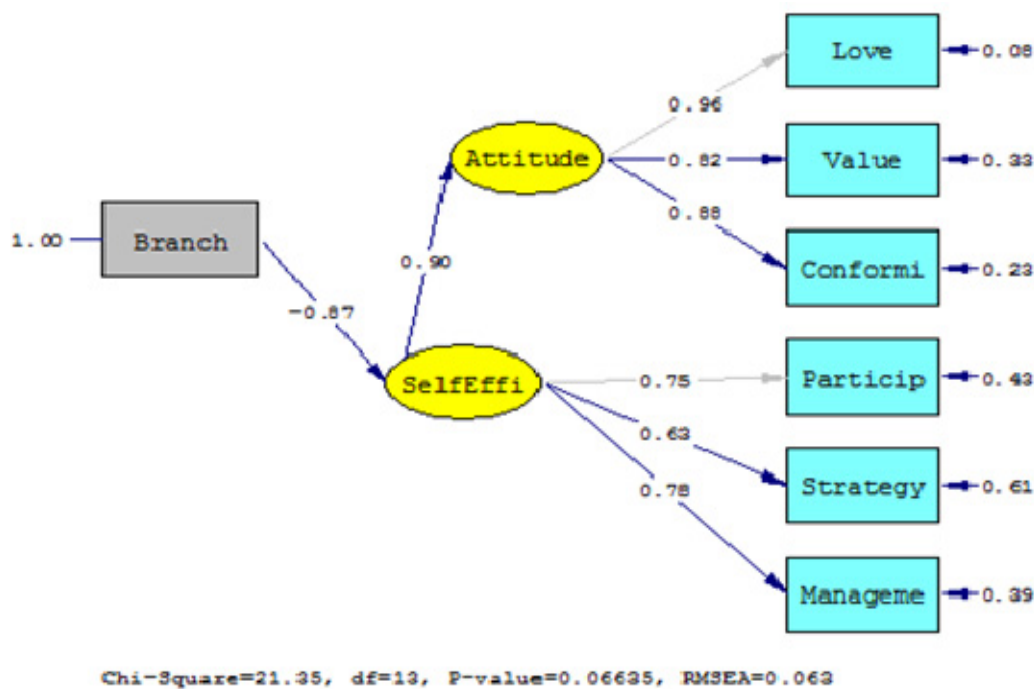 Love
0.08
0.96
Attitude
0.82
Value
0.33
0.88
1.00
Branch
0.90
Conformi
0.23
-0.87
Particip
0.43
SelfEffi
0.75
0.63
Strategy
0.61
0.78
Manageme
0.39
Chi-Square=21.35, df=13, P-value=0.06635, RMSEA=0.063